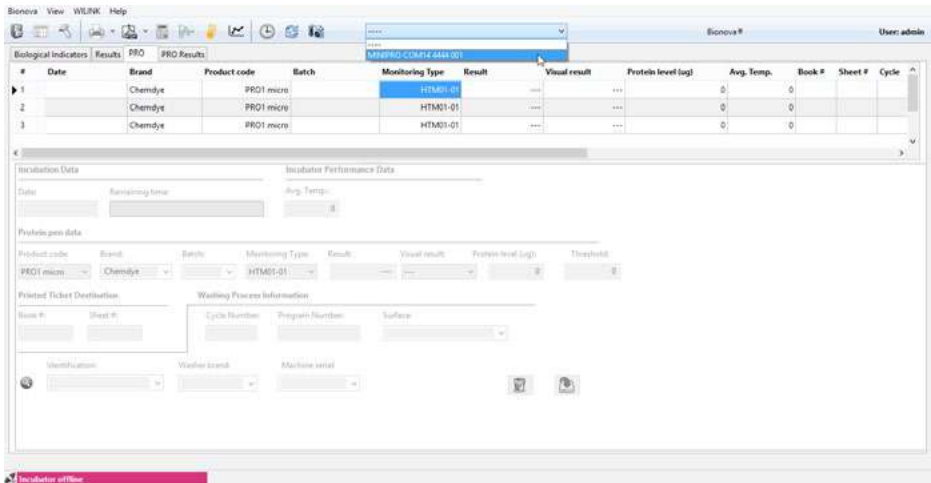 Bionova View WILINK Help
---- Bionova® User: admin
----
MINIPRO-COM14 4444 001
Biological Indicators Results PRO PRO Results
# Date Brand Product code Batch Monitoring Type Result Visual result Protein level (ug) Avg. Temp. Book # Sheet # Cycle
1 Chemdye PRO1 micro HTM01-01 --- --- 0 0
2 Chemdye PRO1 micro HTM01-01 --- --- 0 0
3 Chemdye PRO1 micro HTM01-01 --- --- 0 0
Incubation Data Incubator Performance Data
Date: Remaining time: Avg. Temp.:
0
Protein pen data
Product code: Brand: Batch: Monitoring Type: Result: Visual result: Protein level (ug): Threshold:
PRO1 micro Chemdye HTM01-01 --- --- 0 0
Printed Ticket Destination Washing Process Information
Book #: Sheet #: Cycle Number: Program Number: Surface:
Identification: Washer brand: Machine serial:
Incubator offline